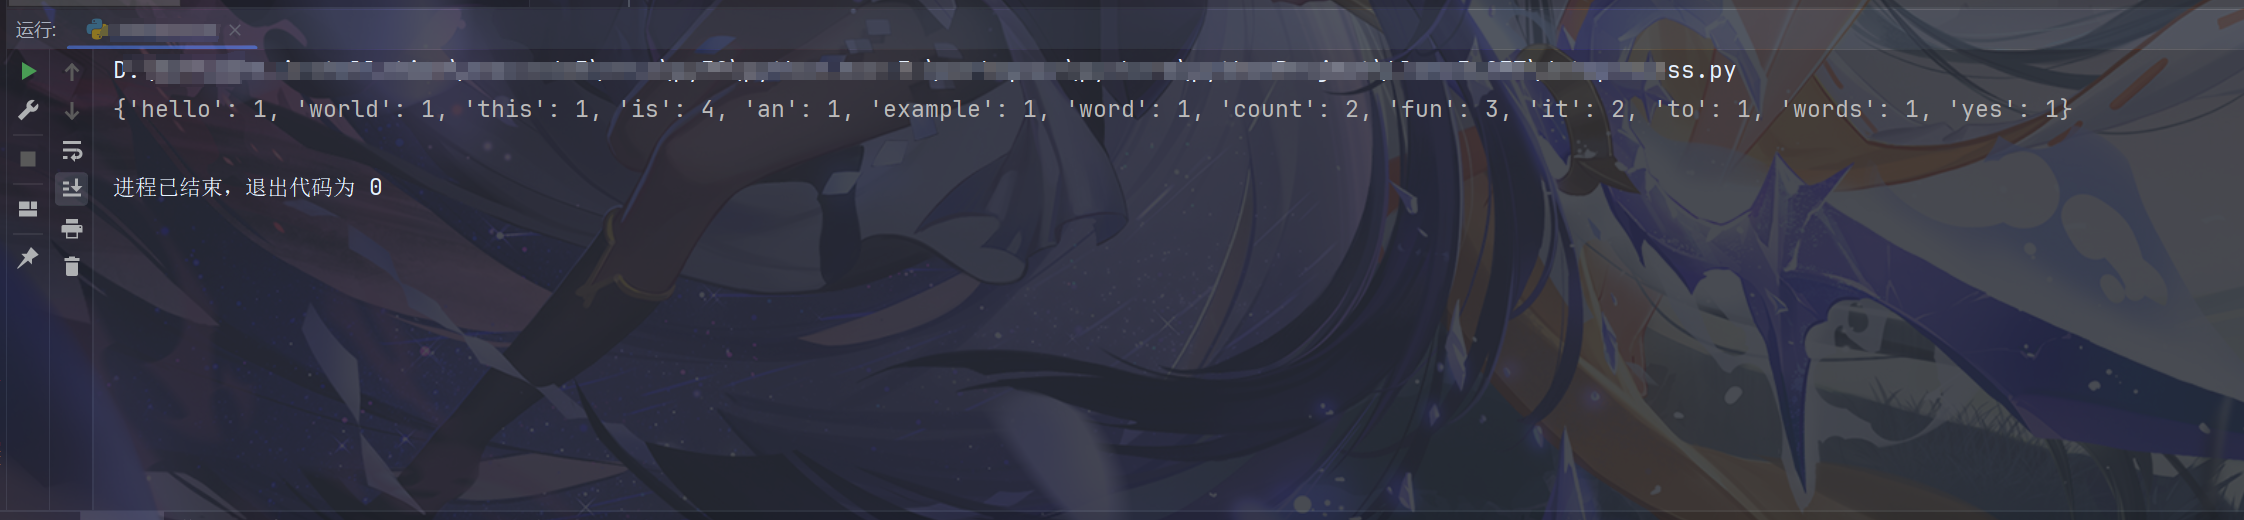 运行:
ss.py
{'hello': 1, 'world': 1, 'this': 1, 'is': 4, 'an': 1, 'example': 1, 'word': 1, 'count': 2, 'fun': 3, 'it': 2, 'to': 1, 'words': 1, 'yes': 1}
进程已结束，退出代码为 0